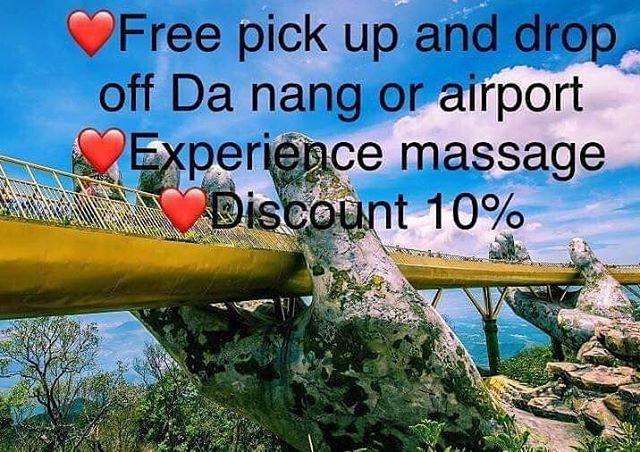 ❤️Free pick up and drop
off Da nang or airport
❤️Experience massage
❤️Discount 10%